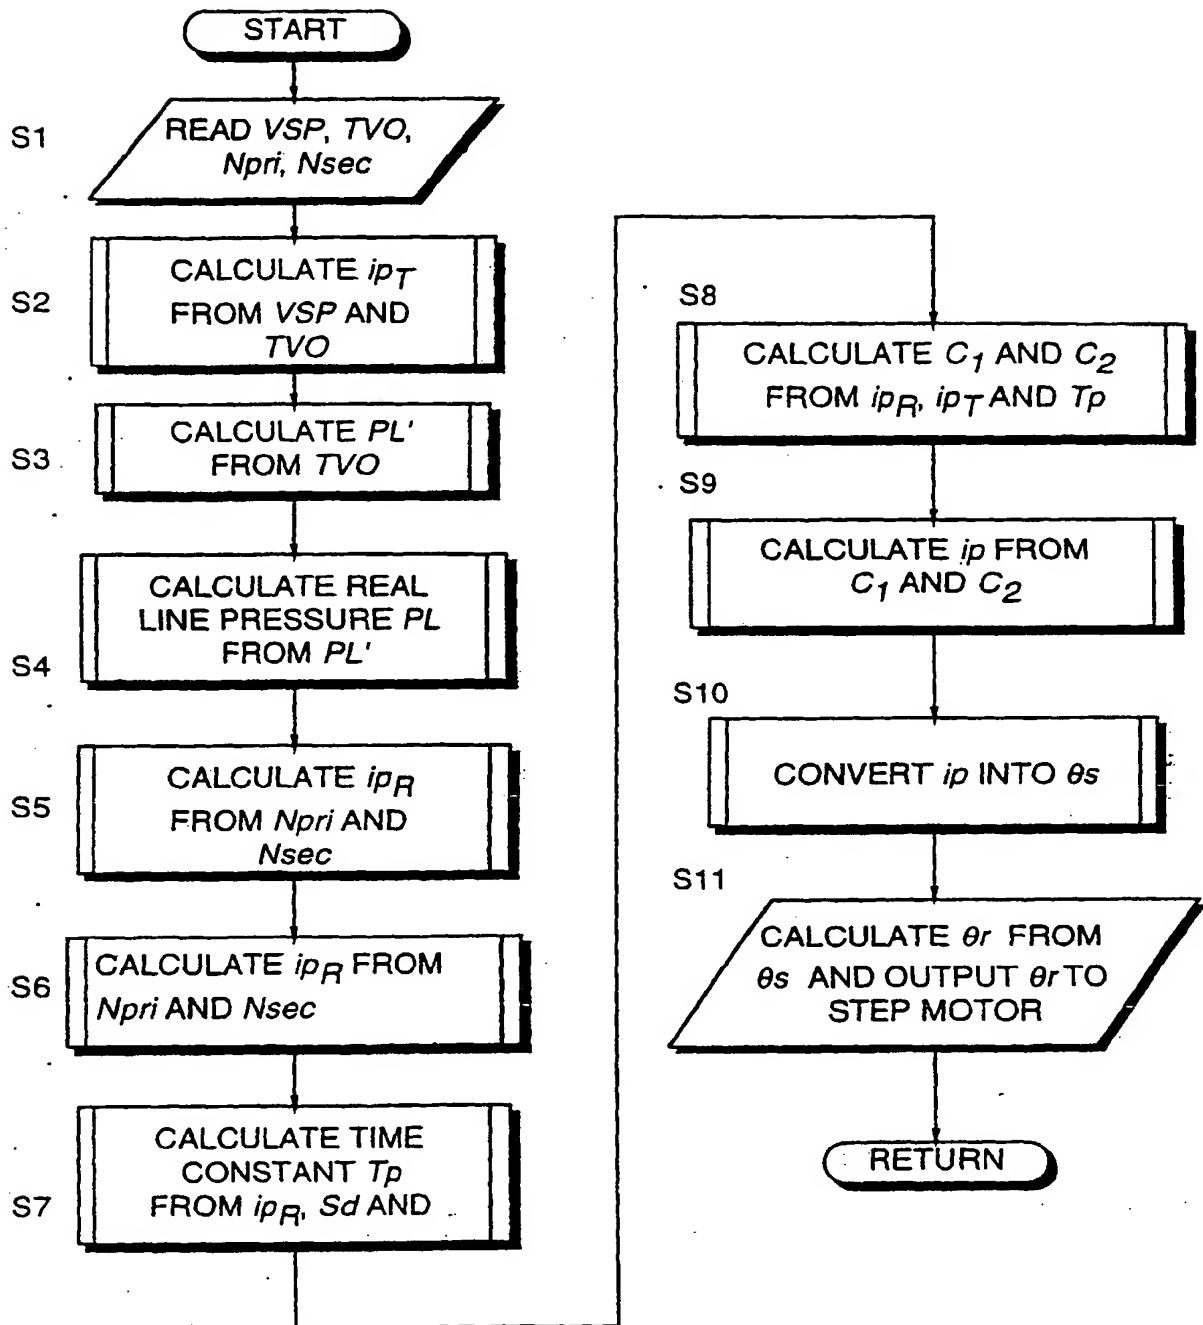 START
S1
READ VSP, TVO,
Npri, Nsec
S2
CALCULATE ipT
FROM VSP AND
TVO
S3
CALCULATE PL'
FROM TVO
S4
CALCULATE REAL
LINE PRESSURE PL
FROM PL'
S5
CALCULATE ipR
FROM Npri AND
Nsec
S6
CALCULATE ipR FROM
Npri AND Nsec
S7
CALCULATE TIME
CONSTANT Tp
FROM ipR, Sd AND
S8
CALCULATE C1 AND C2
FROM ipR, ipT AND Tp
S9
CALCULATE ip FROM
C1 AND C2
S10
CONVERT ip INTO θs
S11
CALCULATE θr FROM
θs AND OUTPUT θr TO
STEP MOTOR
RETURN